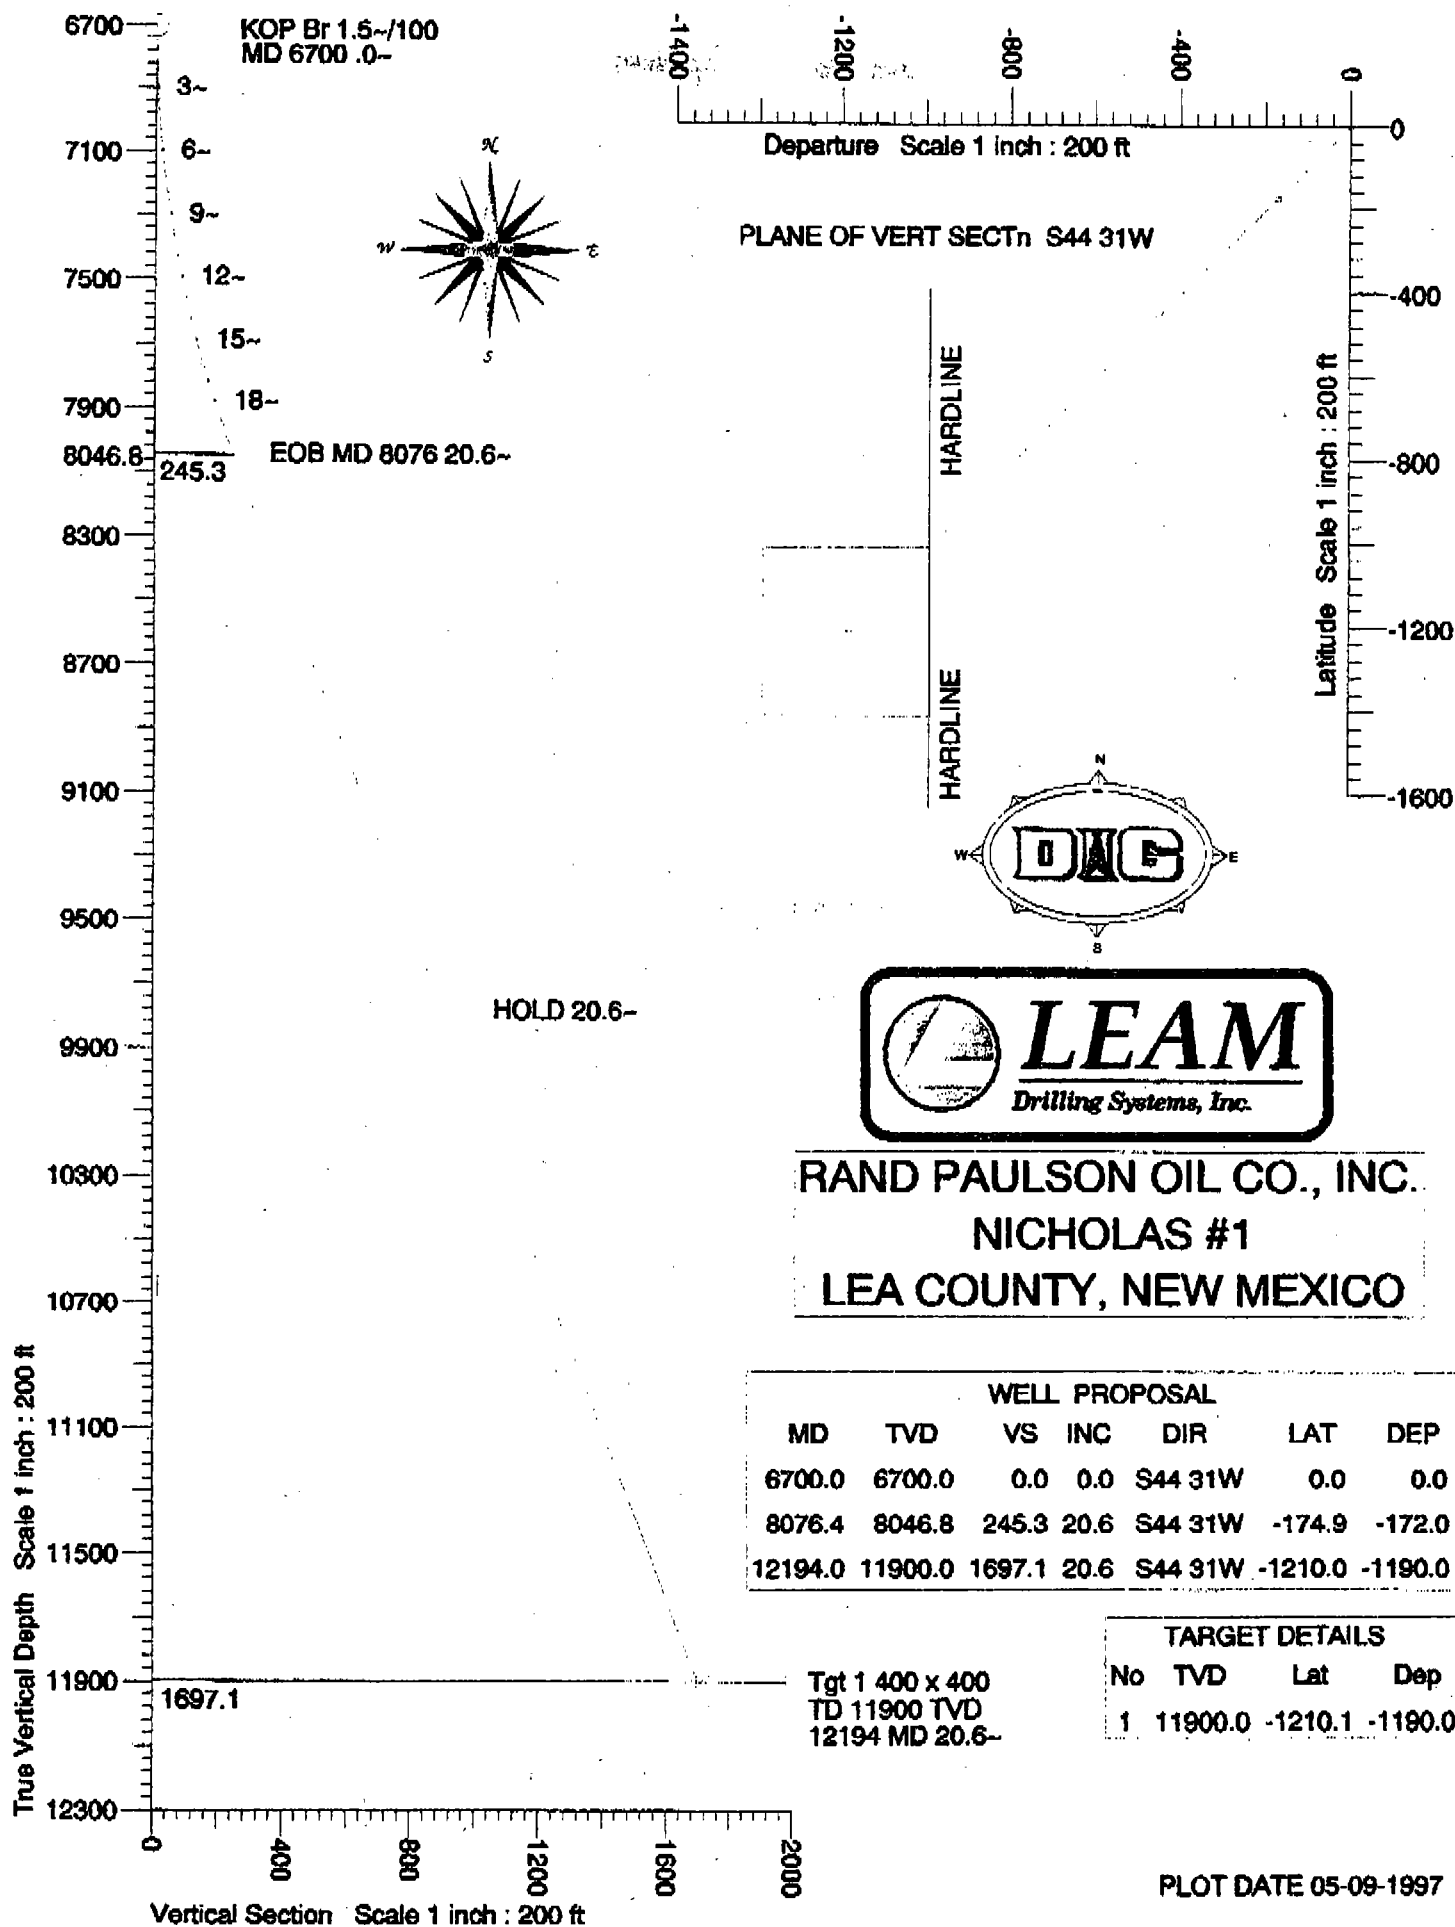 6700
KOP Br 1.5~/100
MD 6700 .0~
3~
6~
7100
9~
12~
7500
15~
18~
7900
8046.8
245.3
EOB MD 8076 20.6~
8300
8700
9100
9500
HOLD 20.6~
9900
10300
10700
11100
11500
11900
1697.1
12300
True Vertical Depth Scale 1 inch : 200 ft
0
400
800
1200
1600
2000
Vertical Section Scale 1 inch : 200 ft
N
W
E
S
-1400
-1200
-800
-400
0
Departure Scale 1 inch : 200 ft
0
-400
-800
-1200
-1600
Latitude Scale 1 inch : 200 ft
PLANE OF VERT SECTn S44 31W
HARDLINE
HARDLINE
N
W
E
S
LEAM
Drilling Systems, Inc.
RAND PAULSON OIL CO., INC.
NICHOLAS #1
LEA COUNTY, NEW MEXICO
WELL PROPOSAL
MD TVD VS INC DIR LAT DEP
6700.0 6700.0 0.0 0.0 S44 31W 0.0 0.0
8076.4 8046.8 245.3 20.6 S44 31W -174.9 -172.0
12194.0 11900.0 1697.1 20.6 S44 31W -1210.0 -1190.0
Tgt 1 400 x 400
TD 11900 TVD
12194 MD 20.6~
TARGET DETAILS
No TVD Lat Dep
1 11900.0 -1210.1 -1190.0
PLOT DATE 05-09-1997